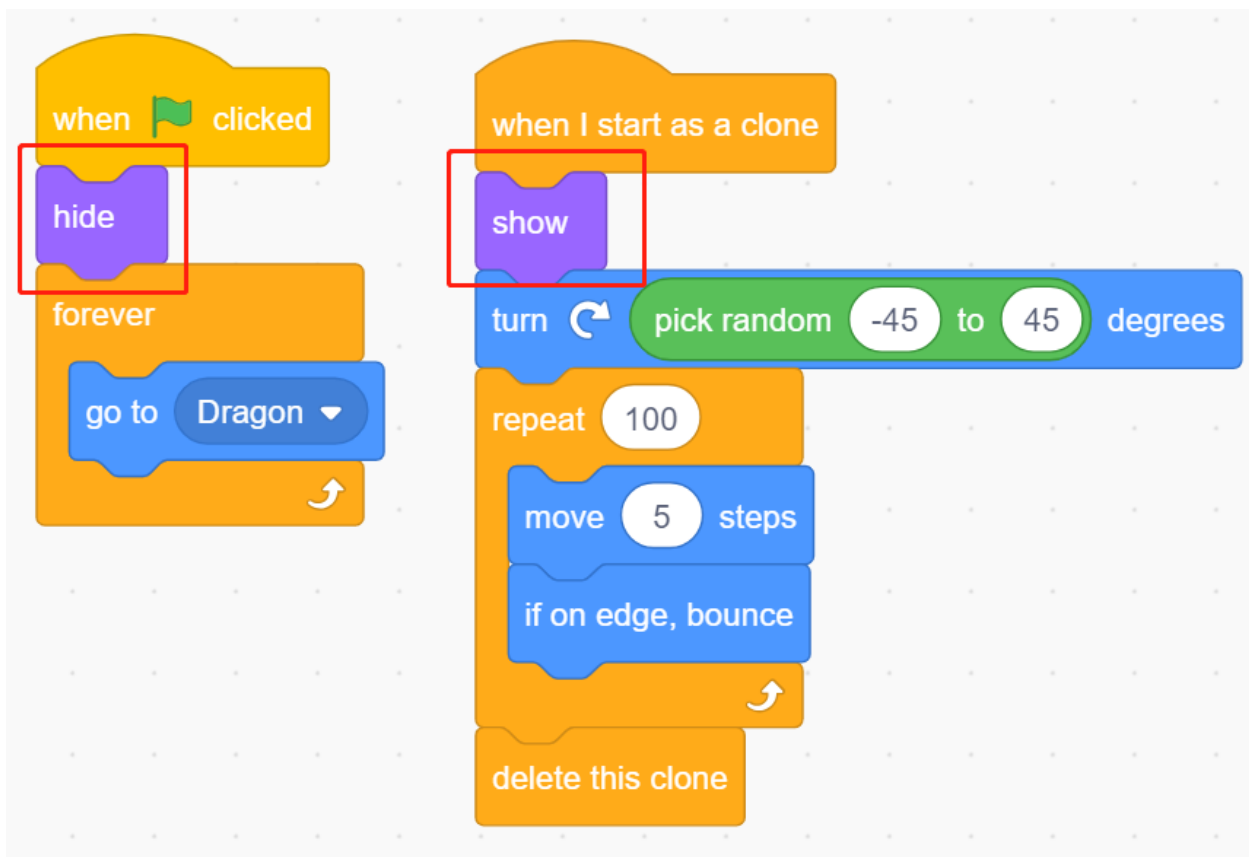 when clicked
hide
forever
go to Dragon
when I start as a clone
show
turn pick random -45 to 45 degrees
repeat 100
move 5 steps
if on edge, bounce
delete this clone